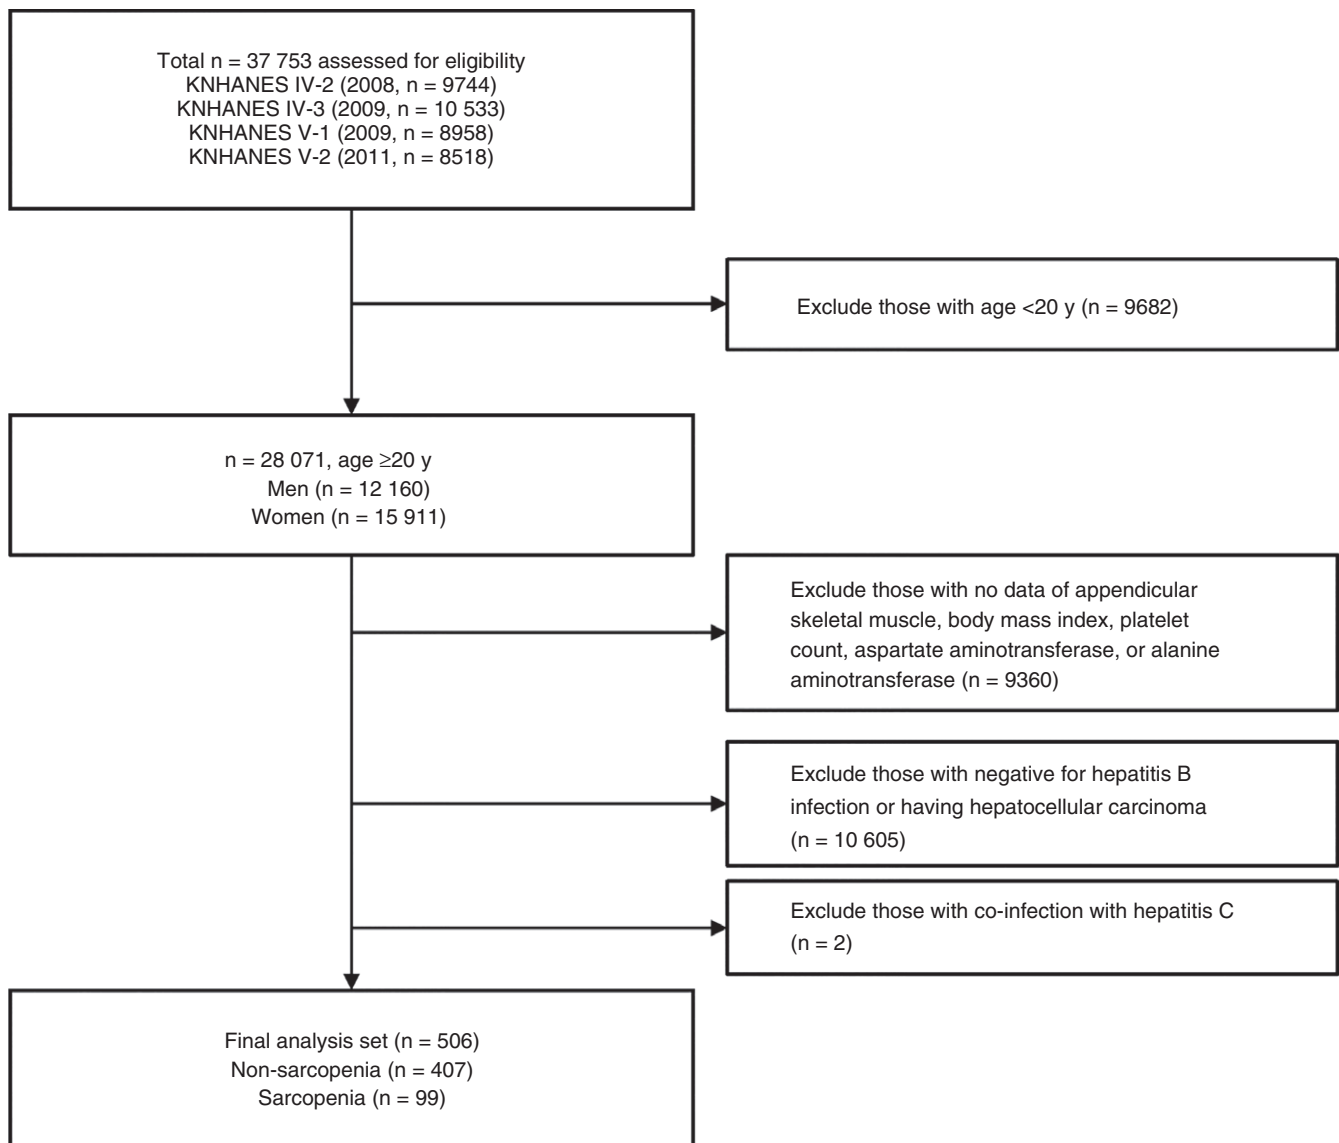 Total n = 37 753 assessed for eligibility
KNHANES IV-2 (2008, n = 9744)
KNHANES IV-3 (2009, n = 10 533)
KNHANES V-1 (2009, n = 8958)
KNHANES V-2 (2011, n = 8518)
Exclude those with age <20 y (n = 9682)
n = 28 071, age ≥20 y
Men (n = 12 160)
Women (n = 15 911)
Exclude those with no data of appendicular
skeletal muscle, body mass index, platelet
count, aspartate aminotransferase, or alanine
aminotransferase (n = 9360)
Exclude those with negative for hepatitis B
infection or having hepatocellular carcinoma
(n = 10 605)
Exclude those with co-infection with hepatitis C
(n = 2)
Final analysis set (n = 506)
Non-sarcopenia (n = 407)
Sarcopenia (n = 99)